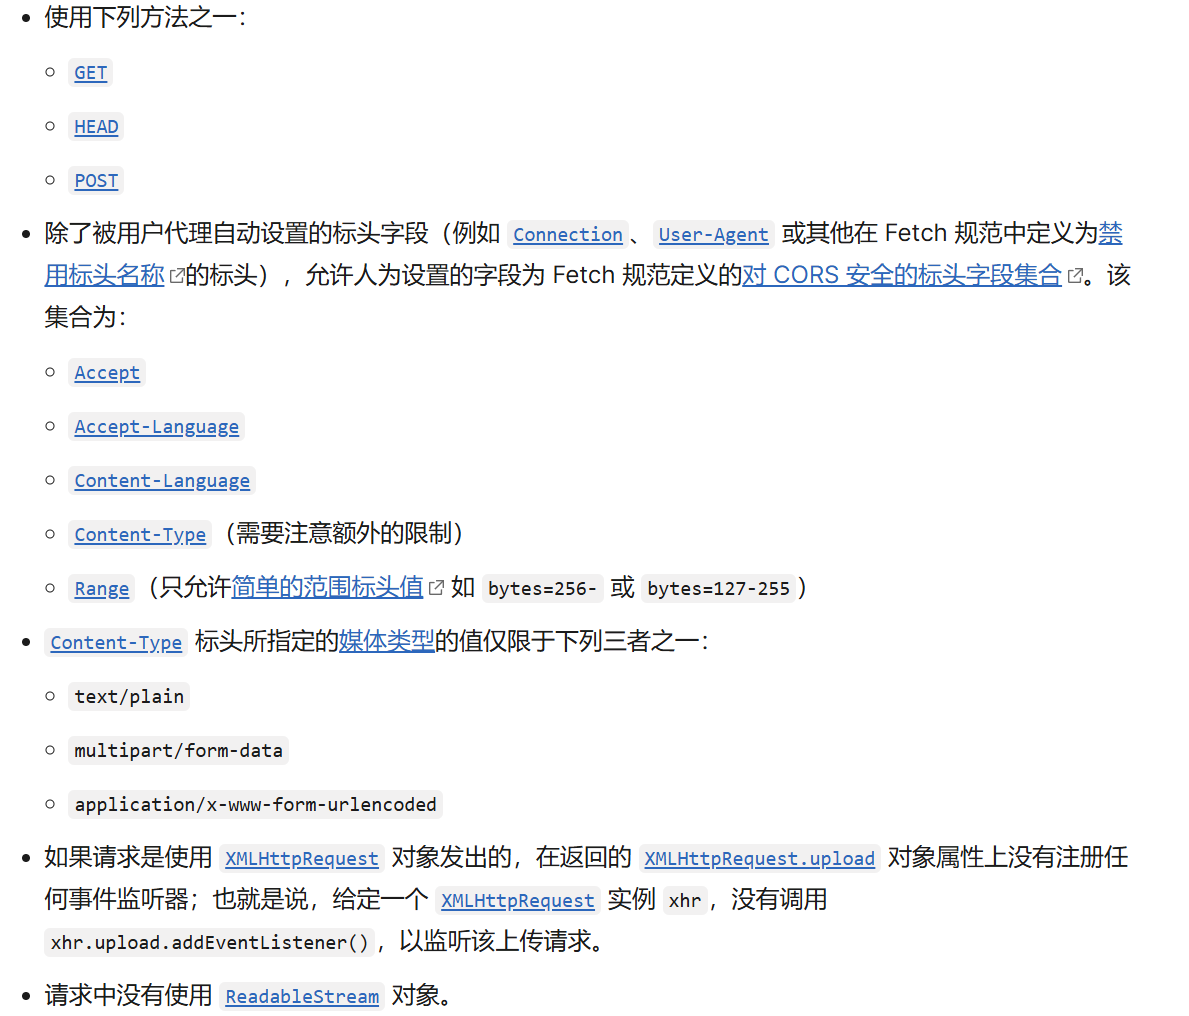 使用下列方法之一：
GET
HEAD
POST
除了被用户代理自动设置的标头字段（例如 Connection、User-Agent 或其他在 Fetch 规范中定义为禁
用标头名称的标头），允许人为设置的字段为 Fetch 规范定义的对 CORS 安全的标头字段集合。该
集合为：
Accept
Accept-Language
Content-Language
Content-Type（需要注意额外的限制）
Range（只允许简单的范围标头值 如 bytes=256- 或 bytes=127-255）
Content-Type 标头所指定的媒体类型的值仅限于下列三者之一：
text/plain
multipart/form-data
application/x-www-form-urlencoded
如果请求是使用 XMLHttpRequest 对象发出的，在返回的 XMLHttpRequest.upload 对象属性上没有注册任
何事件监听器；也就是说，给定一个 XMLHttpRequest 实例 xhr，没有调用
xhr.upload.addEventListener()，以监听该上传请求。
请求中没有使用 ReadableStream 对象。